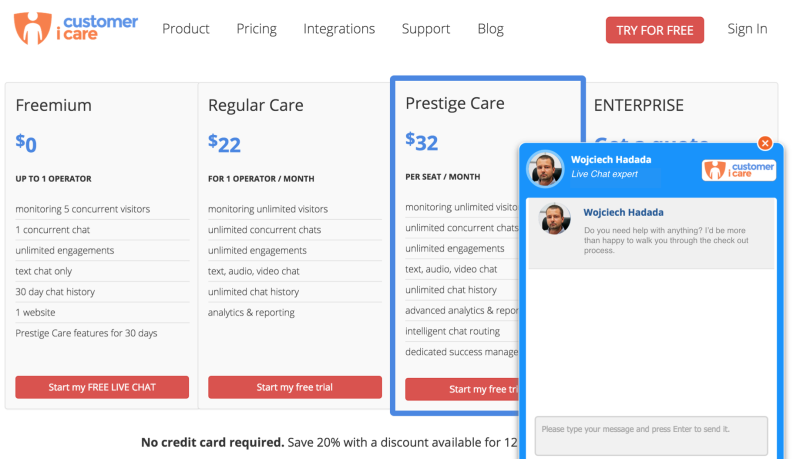 customer
i care
Product Pricing Integrations Support Blog
TRY FOR FREE
Sign In
Freemium
$0
UP TO 1 OPERATOR
monitoring 5 concurrent visitors
1 concurrent chat
unlimited engagements
text chat only
30 day chat history
1 website
Prestige Care features for 30 days
Start my FREE LIVE CHAT
Regular Care
$22
FOR 1 OPERATOR / MONTH
monitoring unlimited visitors
unlimited concurrent chats
unlimited engagements
text, audio, video chat
unlimited chat history
analytics & reporting
Start my free trial
Prestige Care
$32
PER SEAT / MONTH
monitoring unlimited visito
unlimited concurrent chats
unlimited engagements
text, audio, video chat
unlimited chat history
advanced analytics & repor
intelligent chat routing
dedicated success manage
Start my free tri
ENTERPRISE
Get a quote
No credit card required. Save 20% with a discount available for 12
Wojciech Hadada
Live Chat expert
customer
i care
Wojciech Hadada
Do you need help with anything? I'd be more
than happy to walk you through the check out
process.
Please type your message and press Enter to send it.